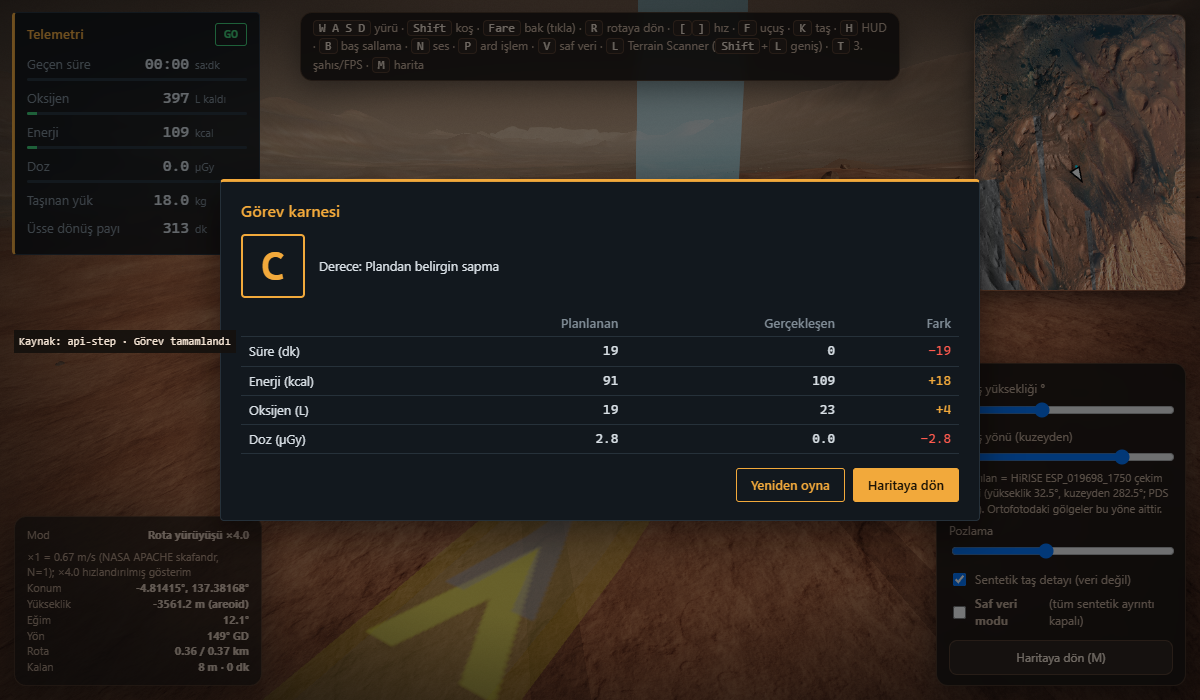 Telemetri GO
Geçen süre 00:00 sa:dk
Oksijen 397 L kaldı
Enerji 109 kcal
Doz 0.0 µGy
Taşınan yük 18.0 kg
Üsse dönüş payı 313 dk
W A S D yürü · Shift koş · Fare bak (tıkla) · R rotaya dön · [ ] hız · F uçuş · K taş · H HUD
· B baş sallama · N ses · P ard işlem · V saf veri · L Terrain Scanner ( Shift + L geniş) · T 3.
şahıs/FPS · M harita
Görev karnesi
C
Derece: Plandan belirgin sapma
Planlanan Gerçekleşen Fark
Süre (dk) 19 0 −19
Enerji (kcal) 91 109 +18
Oksijen (L) 19 23 +4
Doz (µGy) 2.8 0.0 −2.8
Yeniden oyna Haritaya dön
Kaynak: api-step · Görev tamamlandı
Mod Rota yürüyüşü ×4.0
×1 = 0.67 m/s (NASA APACHE skafandr,
N=1); ×4.0 hızlandırılmış gösterim
Konum -4.81415°, 137.38168°
Yükseklik -3561.2 m (areoid)
Eğim 12.1°
Yön 149° GD
Rota 0.36 / 0.37 km
Kalan 8 m · 0 dk
yüksekliği °
yönü (kuzeyden)
= HiRISE ESP_019698_1750 çekim
(yükseklik 32.5°, kuzeyden 282.5°; PDS
Ortofotodaki gölgeler bu yöne aittir.
Pozlama
Sentetik taş detayı (veri değil)
Saf veri modu (tüm sentetik ayrıntı kapalı)
Haritaya dön (M)